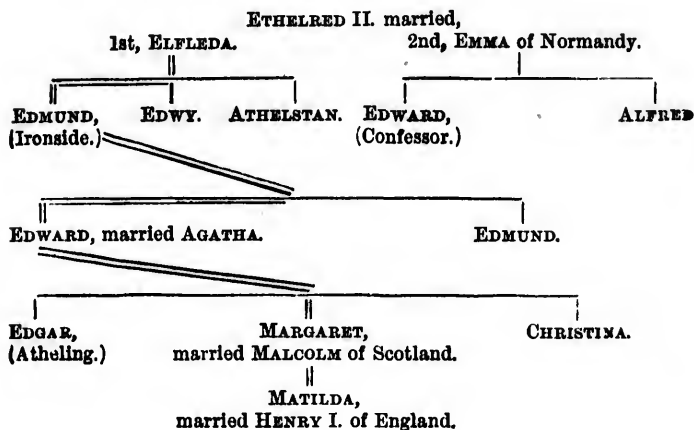 ETHELRED II. married,
1st, ELFLEDA. 2nd, EMMA of Normandy.
EDMUND, EDWY. ATHELSTAN. EDWARD, ALFRED
(Ironside.) (Confessor.)
EDWARD, married AGATHA. EDMUND.
EDGAR, MARGARET, CHRISTINA.
(Atheling.) married MALCOLM of Scotland.
MATILDA,
married HENRY I. of England.